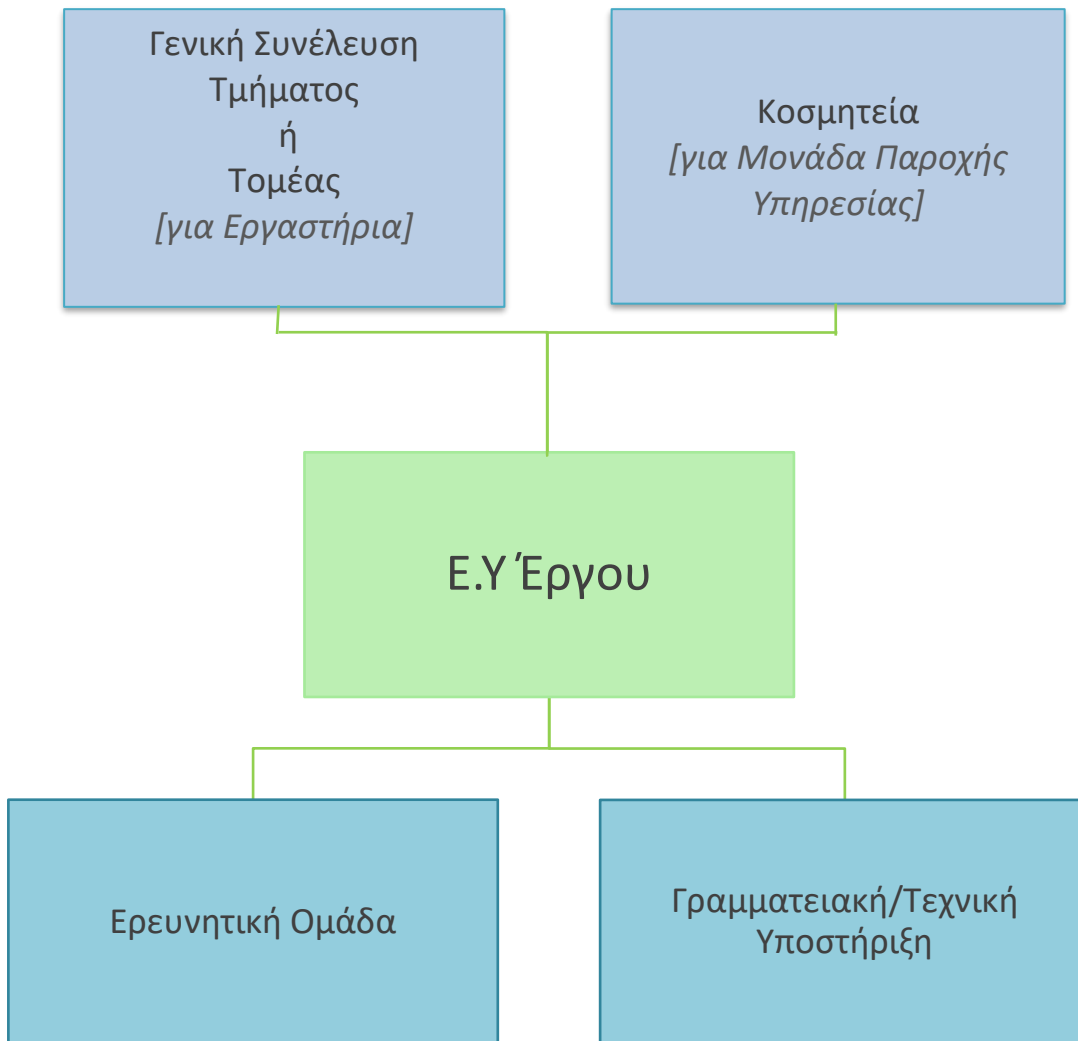 Γενική Συνέλευση
Τμήματος
ή
Τομέας
[για Εργαστήρια]
Κοσμητεία
[για Μονάδα Παροχής
Υπηρεσίας]
Ε.Υ Έργου
Ερευνητική Ομάδα
Γραμματειακή/Τεχνική
Υποστήριξη